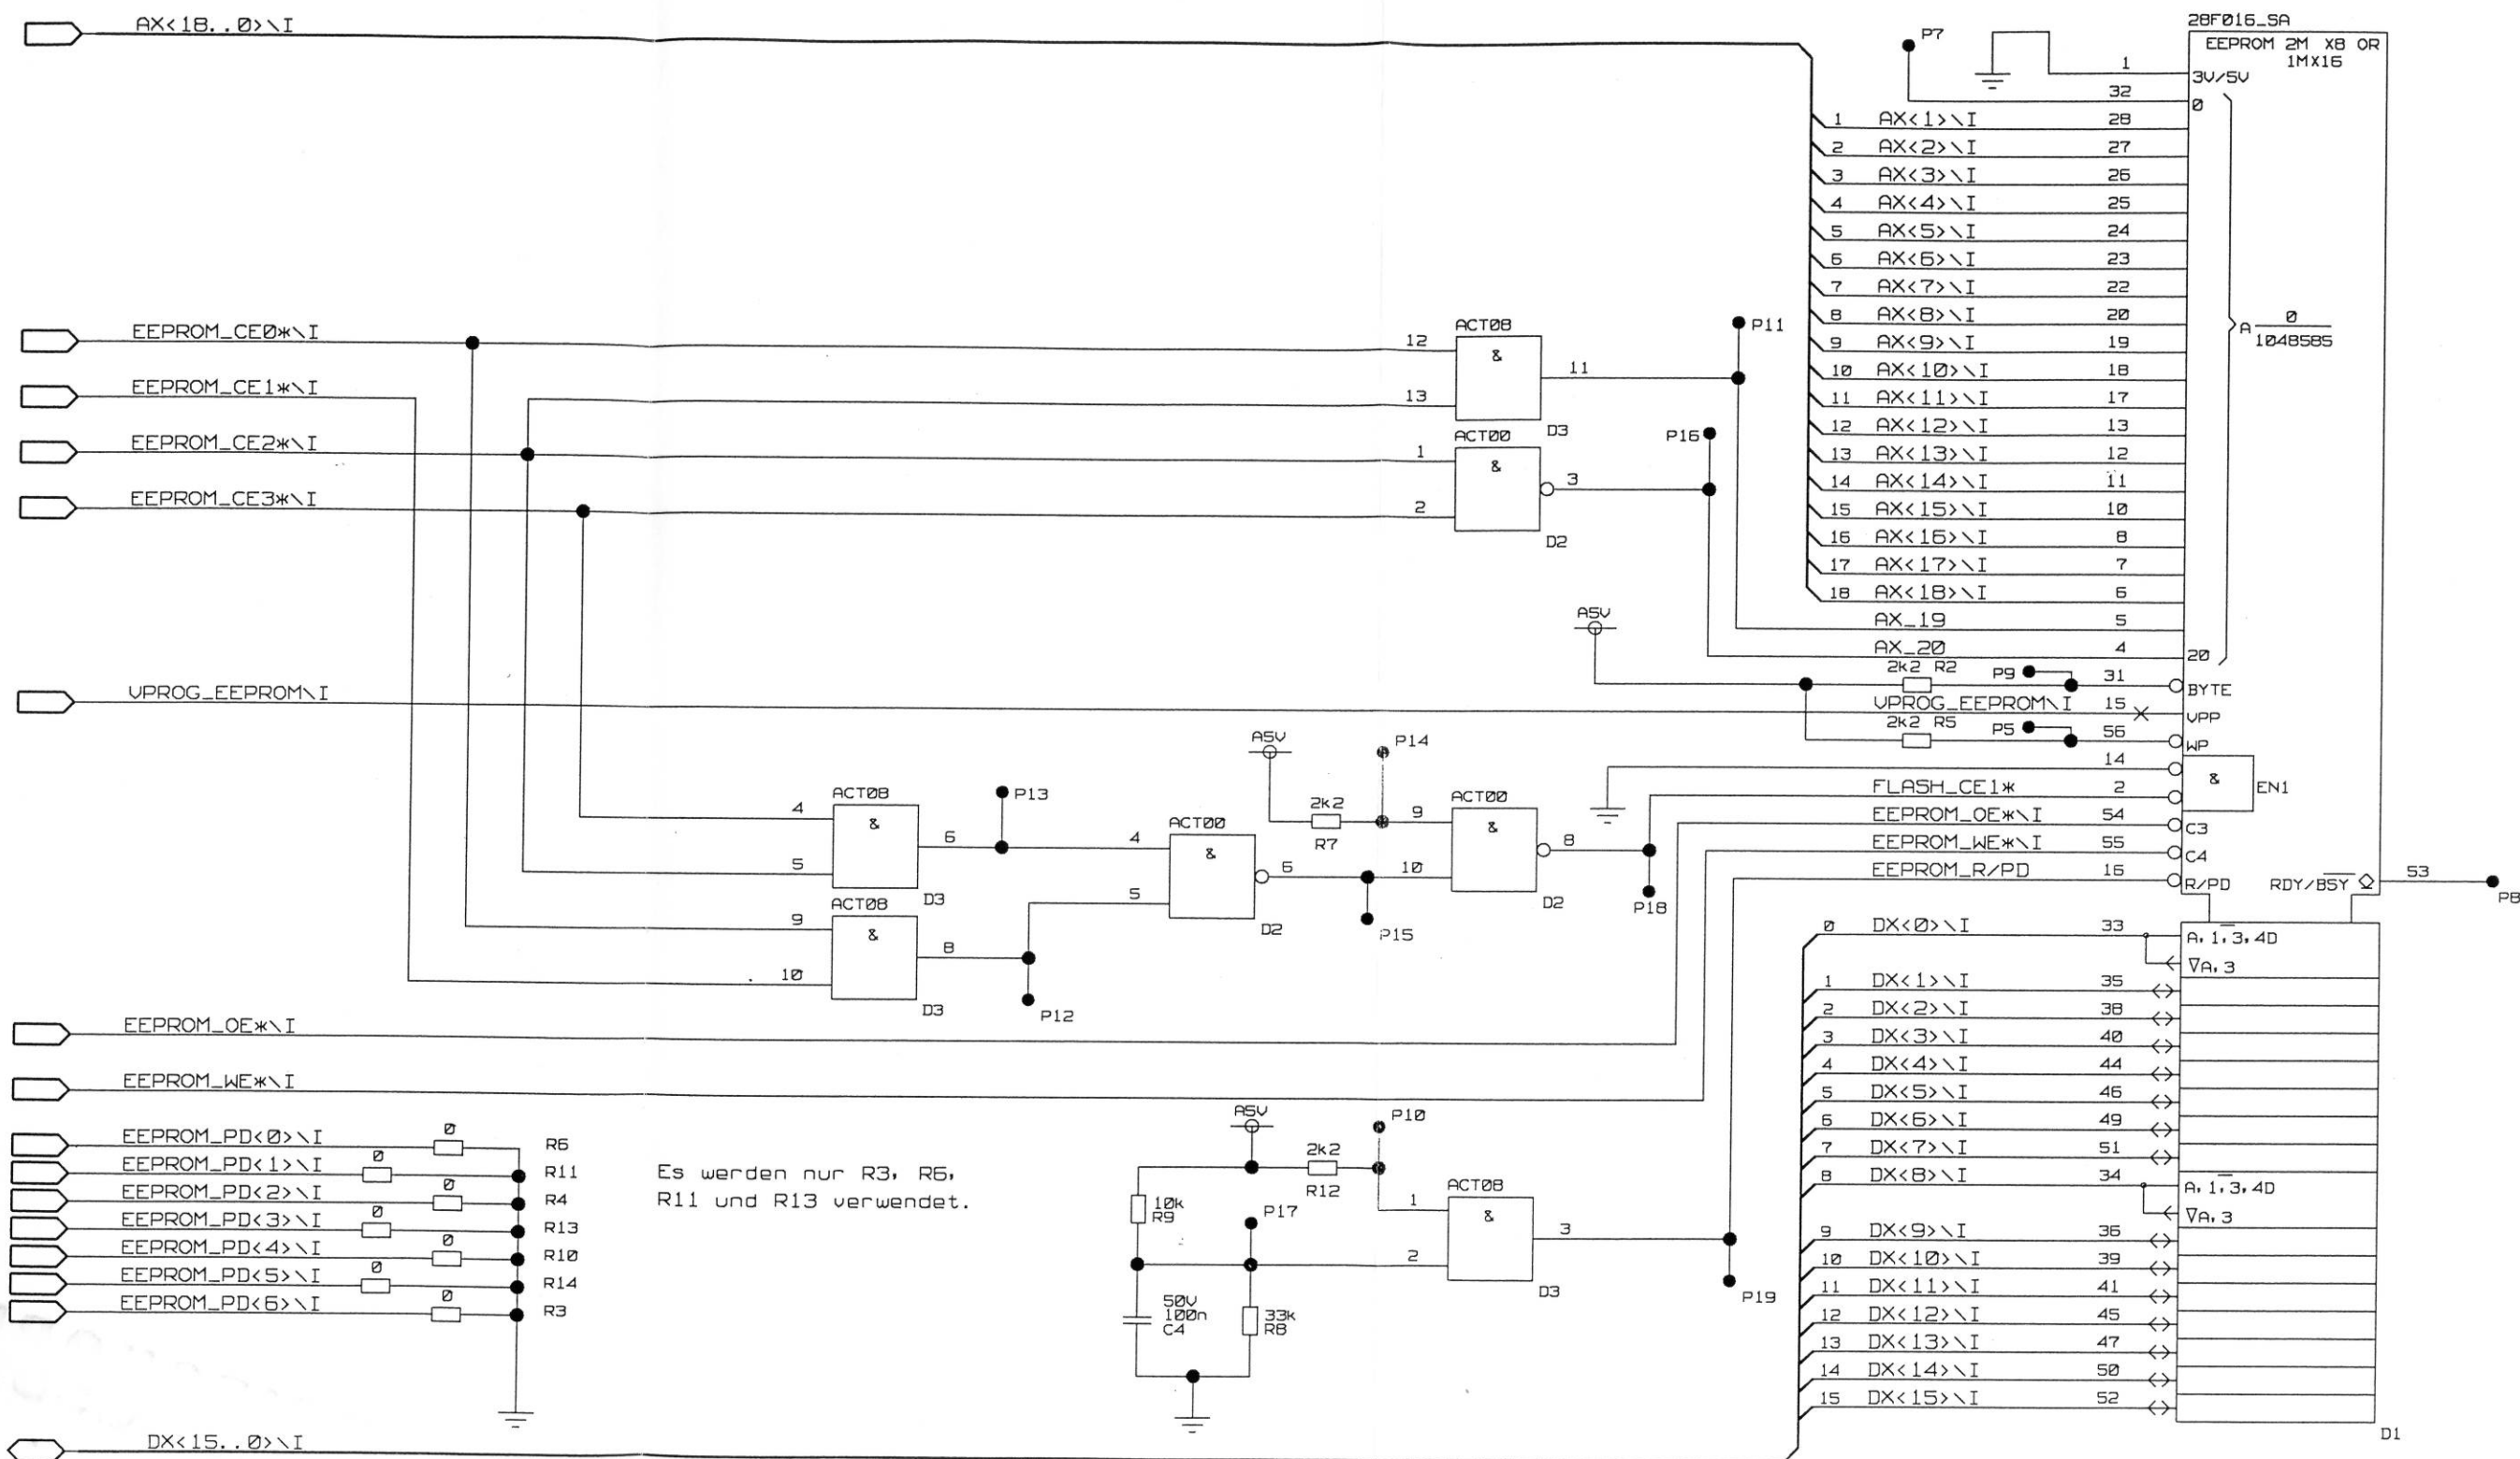 AX<18..0>\I
EEPROM_CE0*\I
EEPROM_CE1*\I
EEPROM_CE2*\I
EEPROM_CE3*\I
VPROG_EEPROM\I
EEPROM_OE*\I
EEPROM_WE*\I
EEPROM_PD<0>\I 0 R6
EEPROM_PD<1>\I 0 R11
EEPROM_PD<2>\I 0 R4
EEPROM_PD<3>\I 0 R13
EEPROM_PD<4>\I 0 R10
EEPROM_PD<5>\I 0 R14
EEPROM_PD<6>\I 0 R3
DX<15..0>\I
Es werden nur R3, R6,
R11 und R13 verwendet.
ACT08
12
13
&
11
D3
P11
ACT00
1
2
&
3
D2
P16
ACT08
4
5
&
6
D3
P13
ACT08
9
10
&
8
D3
P12
ACT00
4
5
&
6
D2
P15
A5V
2k2
R7
P14
ACT00
9
10
&
8
D2
P18
A5V
10k
R9
2k2
R12
P10
P17
50V
100n
C4
33k
R8
ACT08
1
2
&
3
D3
P19
28F016_SA
EEPROM 2M X8 OR
1MX16
P7
1 3V/5V
32 0
1 AX<1>\I 28
2 AX<2>\I 27
3 AX<3>\I 26
4 AX<4>\I 25
5 AX<5>\I 24
6 AX<6>\I 23
7 AX<7>\I 22
8 AX<8>\I 20
9 AX<9>\I 19
10 AX<10>\I 18
11 AX<11>\I 17
12 AX<12>\I 13
13 AX<13>\I 12
14 AX<14>\I 11
15 AX<15>\I 10
16 AX<16>\I 8
17 AX<17>\I 7
18 AX<18>\I 6
AX_19 5
AX_20 4 20
A 0
1048585
A5V
2k2 R2 P9 31 BYTE
VPROG_EEPROM\I 15 VPP
2k2 R5 P5 56 WP
14
&
EN1
FLASH_CE1* 2
EEPROM_OE*\I 54 C3
EEPROM_WE*\I 55 C4
EEPROM_R/PD 16 R/PD
RDY/BSY 53 P8
0 DX<0>\I 33 A,1,3,4D
∇A,3
1 DX<1>\I 35
2 DX<2>\I 38
3 DX<3>\I 40
4 DX<4>\I 44
5 DX<5>\I 46
6 DX<6>\I 49
7 DX<7>\I 51
8 DX<8>\I 34 A,1,3,4D
∇A,3
9 DX<9>\I 36
10 DX<10>\I 39
11 DX<11>\I 41
12 DX<12>\I 45
13 DX<13>\I 47
14 DX<14>\I 50
15 DX<15>\I 52
D1